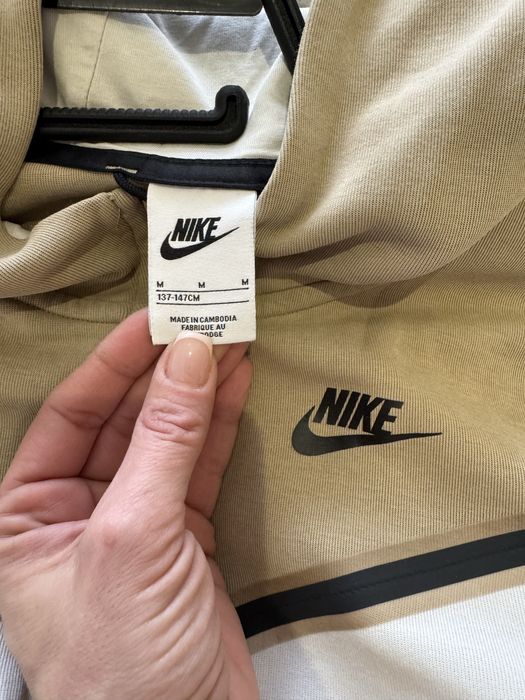 NIKE
M M M
137-147CM
MADE IN CAMBODIA
FABRIQUE AU
NIKE